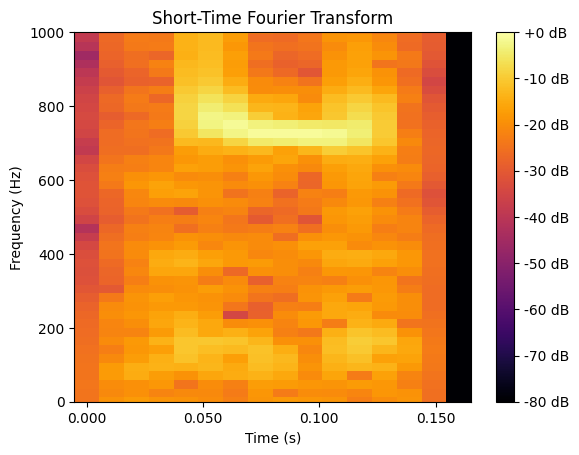 Short-Time Fourier Transform
1000
800
600
400
200
0
Frequency (Hz)
0.000
0.050
0.100
0.150
Time (s)
+0 dB
-10 dB
-20 dB
-30 dB
-40 dB
-50 dB
-60 dB
-70 dB
-80 dB